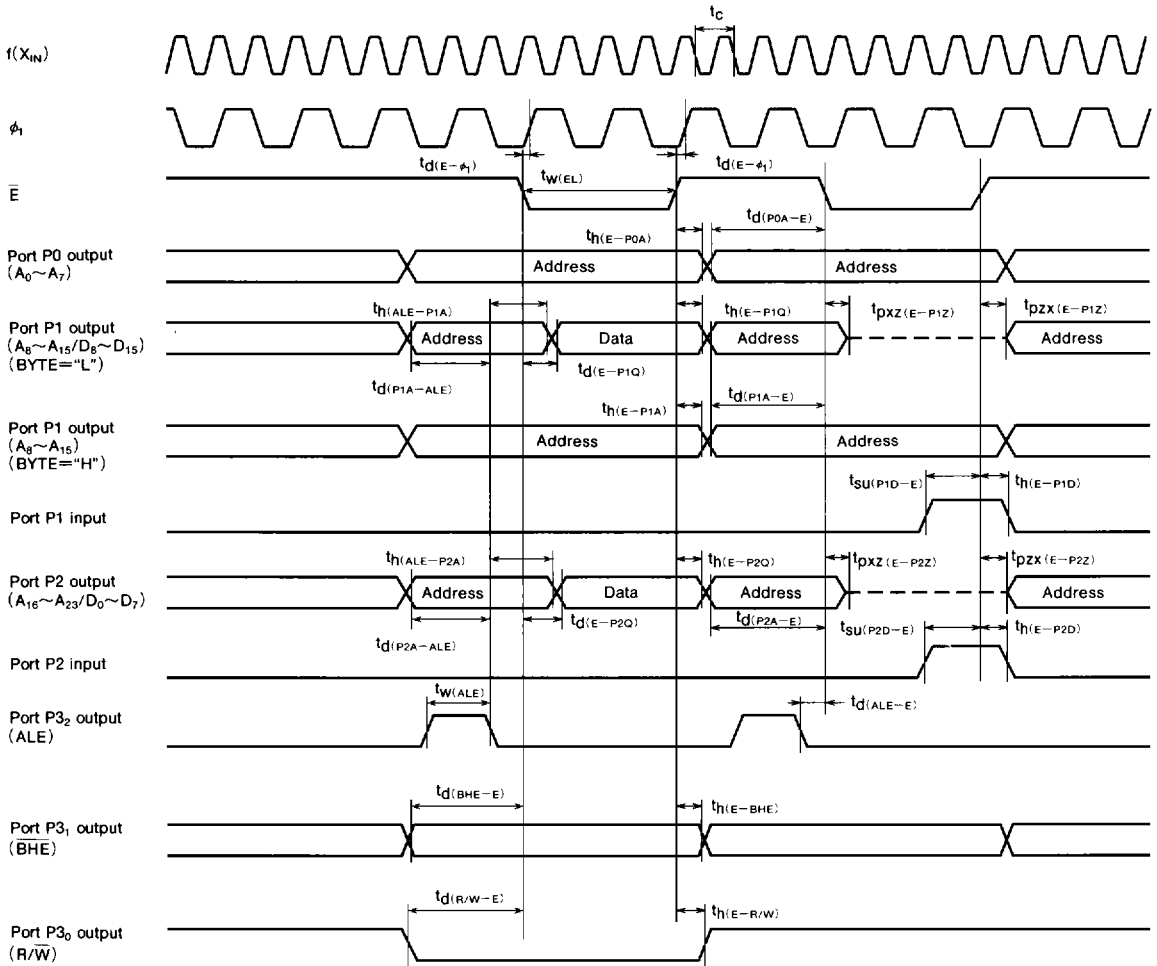 tc
f(XIN)
ϕ1
td(E−ϕ1)
td(E−ϕ1)
tw(EL)
E̅
td(P0A−E)
th(E−P0A)
Port P0 output
(A0~A7)
Address
Address
th(ALE−P1A)
th(E−P1Q)
tpxz(E−P1Z)
tpzx(E−P1Z)
Port P1 output
(A8~A15/D8~D15)
(BYTE="L")
Address
Data
Address
Address
td(E−P1Q)
td(P1A−ALE)
td(P1A−E)
th(E−P1A)
Port P1 output
(A8~A15)
(BYTE="H")
Address
Address
tsu(P1D−E)
th(E−P1D)
Port P1 input
th(ALE−P2A)
th(E−P2Q)
tpxz(E−P2Z)
tpzx(E−P2Z)
Port P2 output
(A16~A23/D0~D7)
Address
Data
Address
Address
td(E−P2Q)
td(P2A−E)
tsu(P2D−E)
th(E−P2D)
td(P2A−ALE)
Port P2 input
tw(ALE)
td(ALE−E)
Port P32 output
(ALE)
td(BHE−E)
th(E−BHE)
Port P31 output
(B̅H̅E̅)
td(R/W−E)
th(E−R/W)
Port P30 output
(R/W̅)